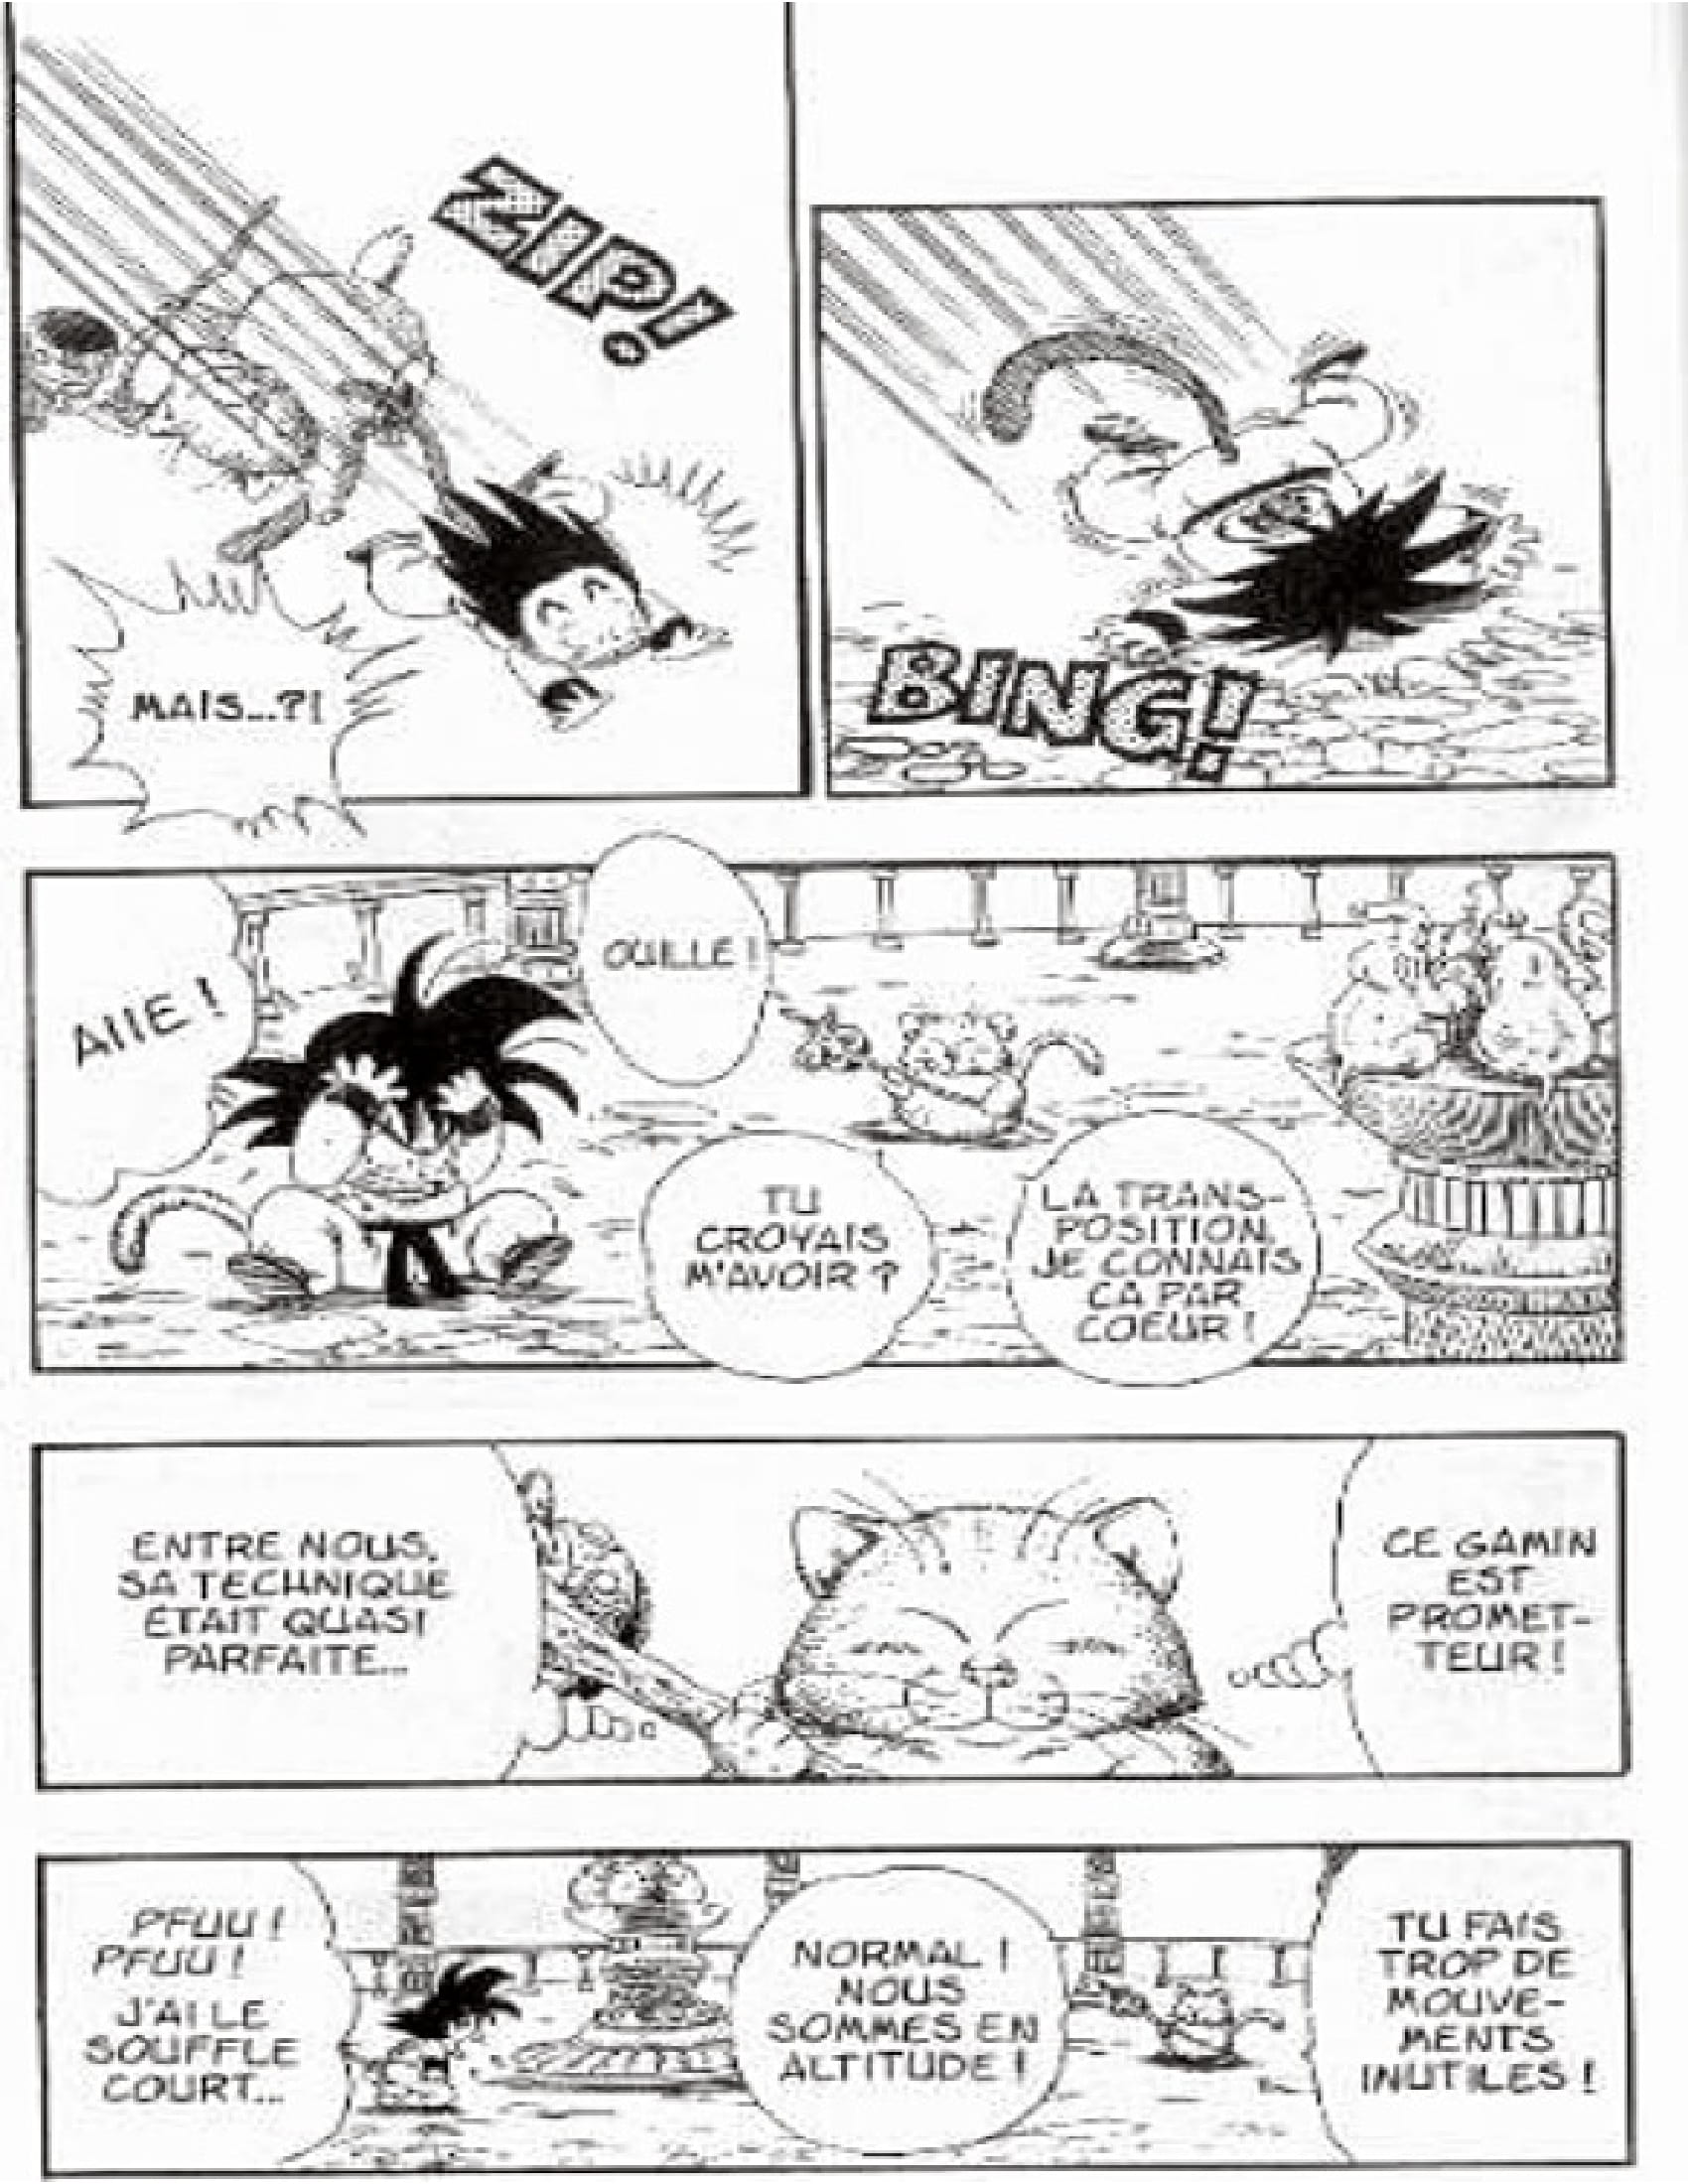 ZIP!
MAIS...?!
BING!
AIIE !
OUILLE !
TU
CROYAIS
M'AVOIR ?
LA TRANS-
POSITION,
JE CONNAIS
CA PAR
COEUR !
ENTRE NOUS,
SA TECHNIQUE
ÉTAIT QUASI
PARFAITE...
CE GAMIN
EST
PROMET-
TEUR !
PFUU !
PFUU !
J'AI LE
SOUFFLE
COURT...
NORMAL !
NOUS
SOMMES EN
ALTITUDE !
TU FAIS
TROP DE
MOUVE-
MENTS
INUTILES !